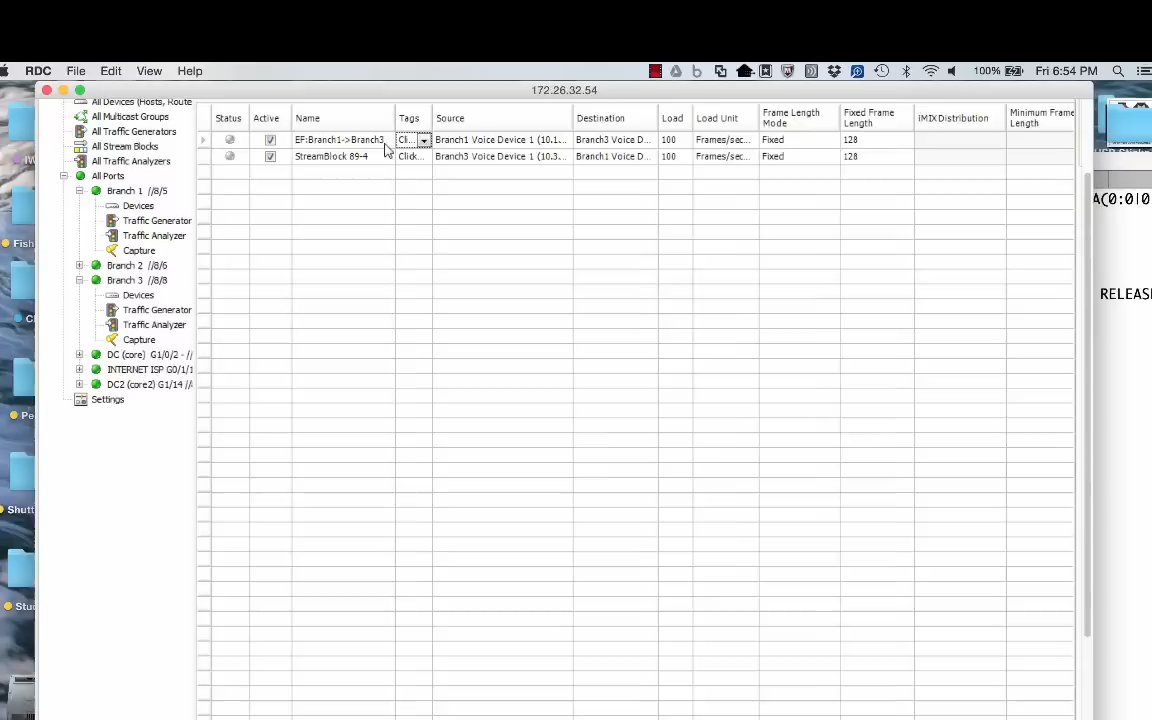 RDC File Edit View Help 100% Fri 6:54 PM
172.26.32.54
All Devices (Hosts, Route
All Multicast Groups
All Traffic Generators
All Stream Blocks
All Traffic Analyzers
All Ports
Branch 1 //8/5
Devices
Traffic Generator
Traffic Analyzer
Capture
Branch 2 //8/6
Branch 3 //8/8
Devices
Traffic Generator
Traffic Analyzer
Capture
DC (core) G1/0/2 - //
INTERNET ISP G0/1/1
DC2 (core2) G1/14 //
Settings
Status Active Name Tags Source Destination Load Load Unit Frame Length Mode Fixed Frame Length iMIXDistribution Minimum Frame Length
EF:Branch1->Branch3 Cli... Branch1 Voice Device 1 (10.1... Branch3 Voice D... 100 Frames/sec... Fixed 128
StreamBlock 89-4 Click... Branch3 Voice Device 1 (10.3... Branch1 Voice D... 100 Frames/sec... Fixed 128
Fish
Pe
Shutt
Stu
RELEAS